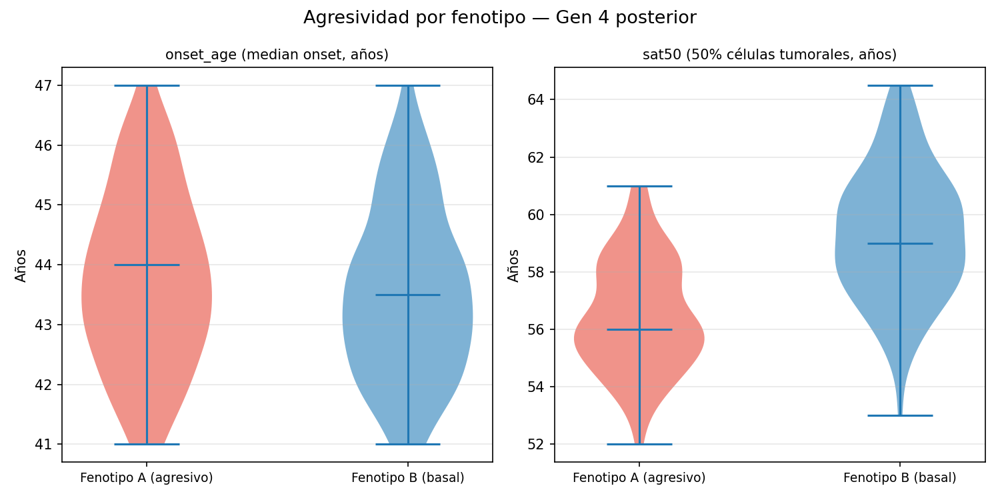 Agresividad por fenotipo — Gen 4 posterior
onset_age (median onset, años)
47
46
45
44
43
42
41
Años
Fenotipo A (agresivo)
Fenotipo B (basal)
sat50 (50% células tumorales, años)
64
62
60
58
56
54
52
Años
Fenotipo A (agresivo)
Fenotipo B (basal)